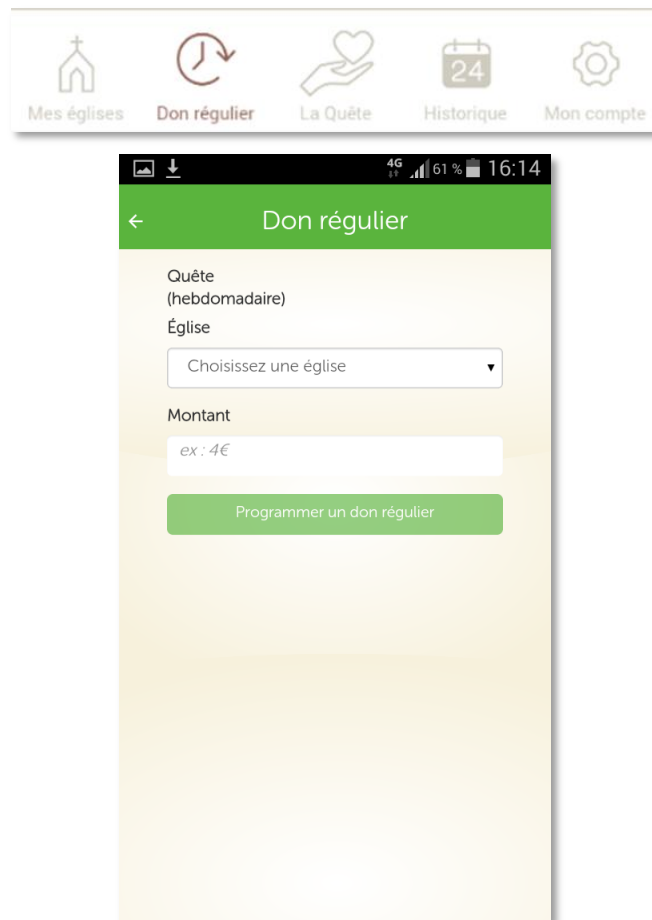 24
Mes églises Don régulier La Quête Historique Mon compte
4G 61 % 16:14
Don régulier
Quête
(hebdomadaire)
Église
Choisissez une église
Montant
ex : 4€
Programmer un don régulier